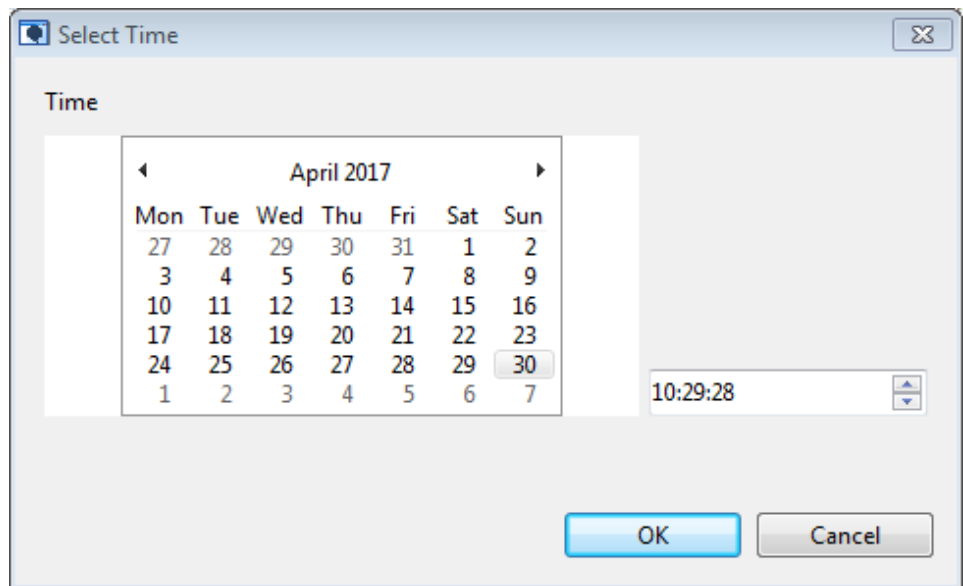 Select Time
Time
April 2017
Mon Tue Wed Thu Fri Sat Sun
27 28 29 30 31 1 2
3 4 5 6 7 8 9
10 11 12 13 14 15 16
17 18 19 20 21 22 23
24 25 26 27 28 29 30
1 2 3 4 5 6 7
10:29:28
OK Cancel